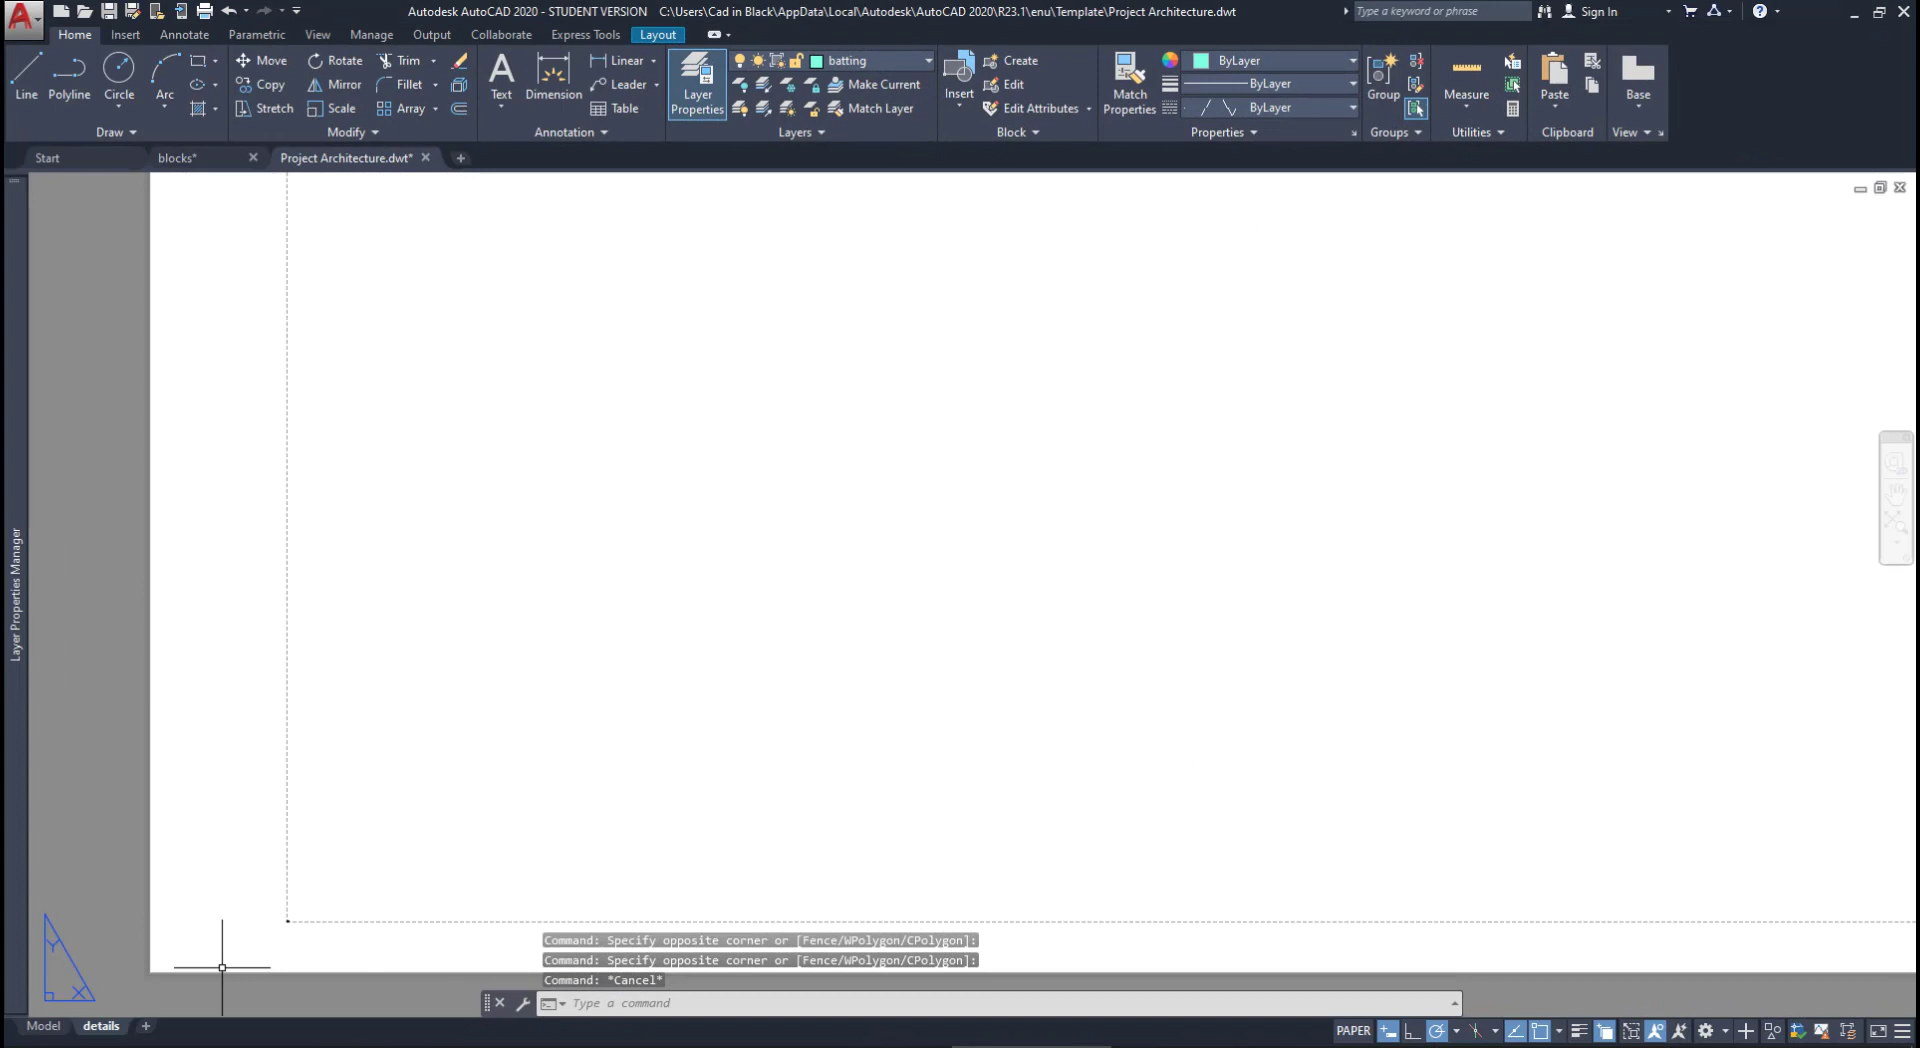 Autodesk AutoCAD 2020 - STUDENT VERSION C:\Users\Cad in Black\AppData\Local\Autodesk\AutoCAD 2020\R23.1\enu\Template\Project Architecture.dwt Type a keyword or phrase Sign In
Home Insert Annotate Parametric View Manage Output Collaborate Express Tools Layout
Line Polyline Circle Arc
Move Rotate Trim
Copy Mirror Fillet
Stretch Scale Array
Text Dimension
Linear
Leader
Table
Layer Properties
batting
Make Current
Match Layer
Insert
Create
Edit
Edit Attributes
Match Properties
ByLayer
ByLayer
ByLayer
Group
Measure
Paste
Base
Draw Modify Annotation Layers Block Properties Groups Utilities Clipboard View
Start blocks* Project Architecture.dwt*
Layer Properties Manager
Y
X
Command: Specify opposite corner or [Fence/WPolygon/CPolygon]:
Command: Specify opposite corner or [Fence/WPolygon/CPolygon]:
Command: *Cancel*
Type a command
Model details PAPER